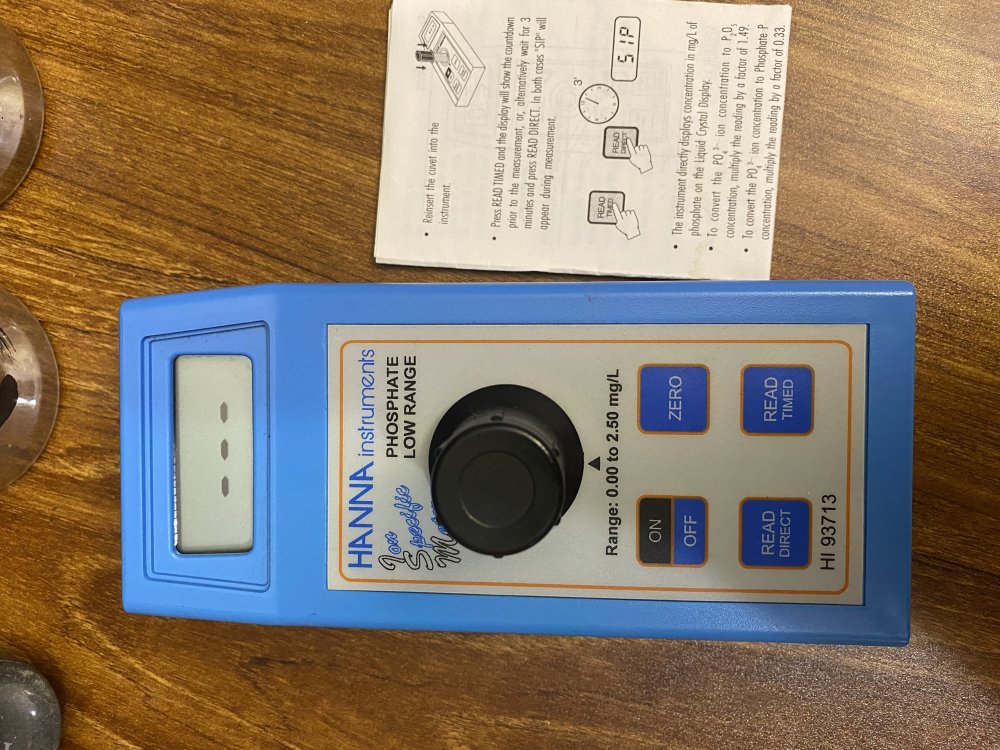 HANNA instruments
Ion
Specific
PHOSPHATE
LOW RANGE
Range: 0.00 to 2.50 mg/L
ON
OFF
ZERO
READ
DIRECT
READ
TIMED
HI 93713
• Reinsert the cuvet into the
instrument.
• Press READ TIMED and the display will show the countdown
prior to the measurement, or, alternatively wait for 3
minutes and press READ DIRECT. In both cases "SIP" will
appear during measurement.
READ
TIMED
READ
DIRECT
3'
SIP
• The instrument directly displays concentration in mg/L of
phosphate on the Liquid Crystal Display.
• To convert the PO₄³⁻ ion concentration to P₂O₅
concentration, multiply the reading by a factor of 1.49.
• To convert the PO₄³⁻ ion concentration to Phosphate P
concentration, multiply the reading by a factor of 0.33.